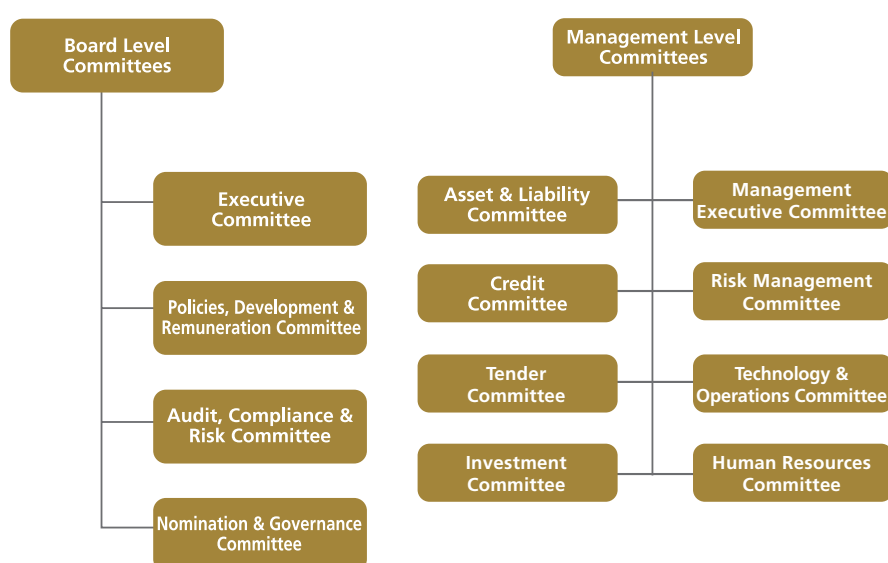 Board Level
Committees
Executive
Committee
Policies, Development &
Remuneration Committee
Audit, Compliance &
Risk Committee
Nomination & Governance
Committee
Management Level
Committees
Asset & Liability
Committee
Management
Executive Committee
Credit
Committee
Risk Management
Committee
Tender
Committee
Technology &
Operations Committee
Investment
Committee
Human Resources
Committee